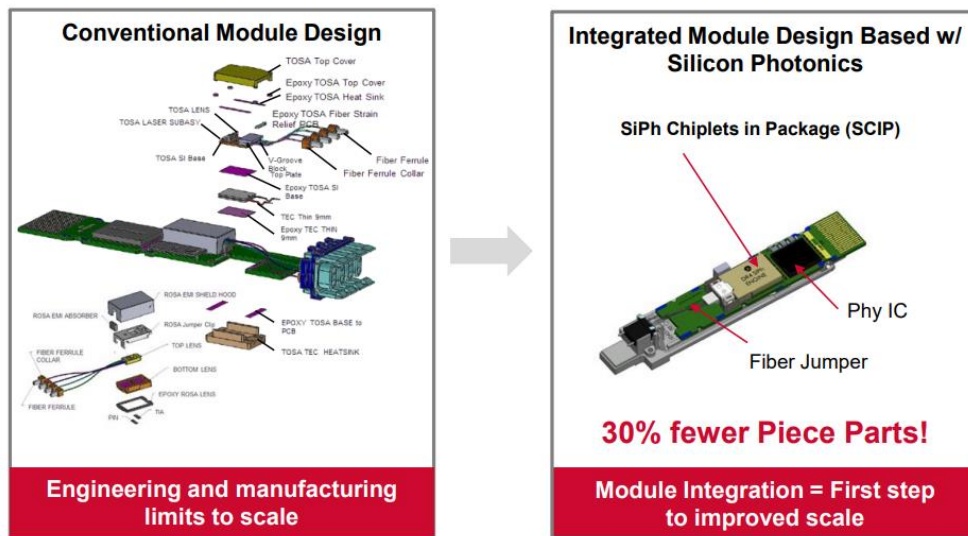 Conventional Module Design
TOSA Top Cover
Epoxy TOSA Top Cover
Epoxy TOSA Heat Sink
TOSA LENS
Epoxy TOSA Fiber Strain
Relief PCB
TOSA LASER SUBASY
TOSA SI Base
V-Groove
Block
Top Plate
Fiber Ferrule
Fiber Ferrule Collar
Epoxy TOSA SI
Base
TEC Thin 9mm
Epoxy TEC THIN
9mm
ROSA EMI SHIELD HOOD
ROSA EMI ABSORBER
ROSA Jumper Clip
EPOXY TOSA BASE to
PCB
TOSA TEC HEATSINK
TOP LENS
FIBER FERRULE
COLLAR
BOTTOM LENS
FIBER FERRULE
EPOXY ROSA LENS
TIA
PIN
Engineering and manufacturing
limits to scale
Integrated Module Design Based w/
Silicon Photonics
SiPh Chiplets in Package (SCIP)
DR4 SiPh
ENGINE
Phy IC
Fiber Jumper
30% fewer Piece Parts!
Module Integration = First step
to improved scale